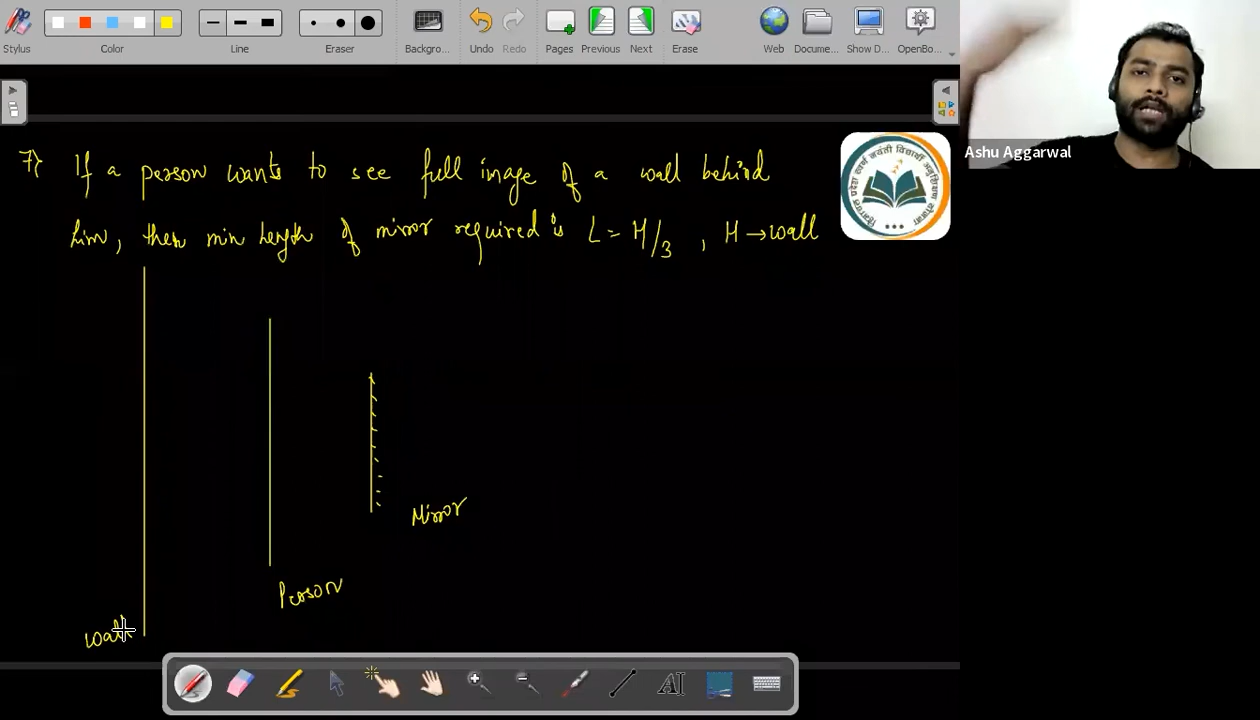 Stylus
Color
Line
Eraser
Backgro...
Undo
Redo
Pages
Previous
Next
Erase
Web
Docume...
Show D...
OpenBo...
Ashu Aggarwal
7) If a person wants to see full image of a wall behind
him, then min length of mirror required is L = H/3 , H → wall
Mirror
Person
wall